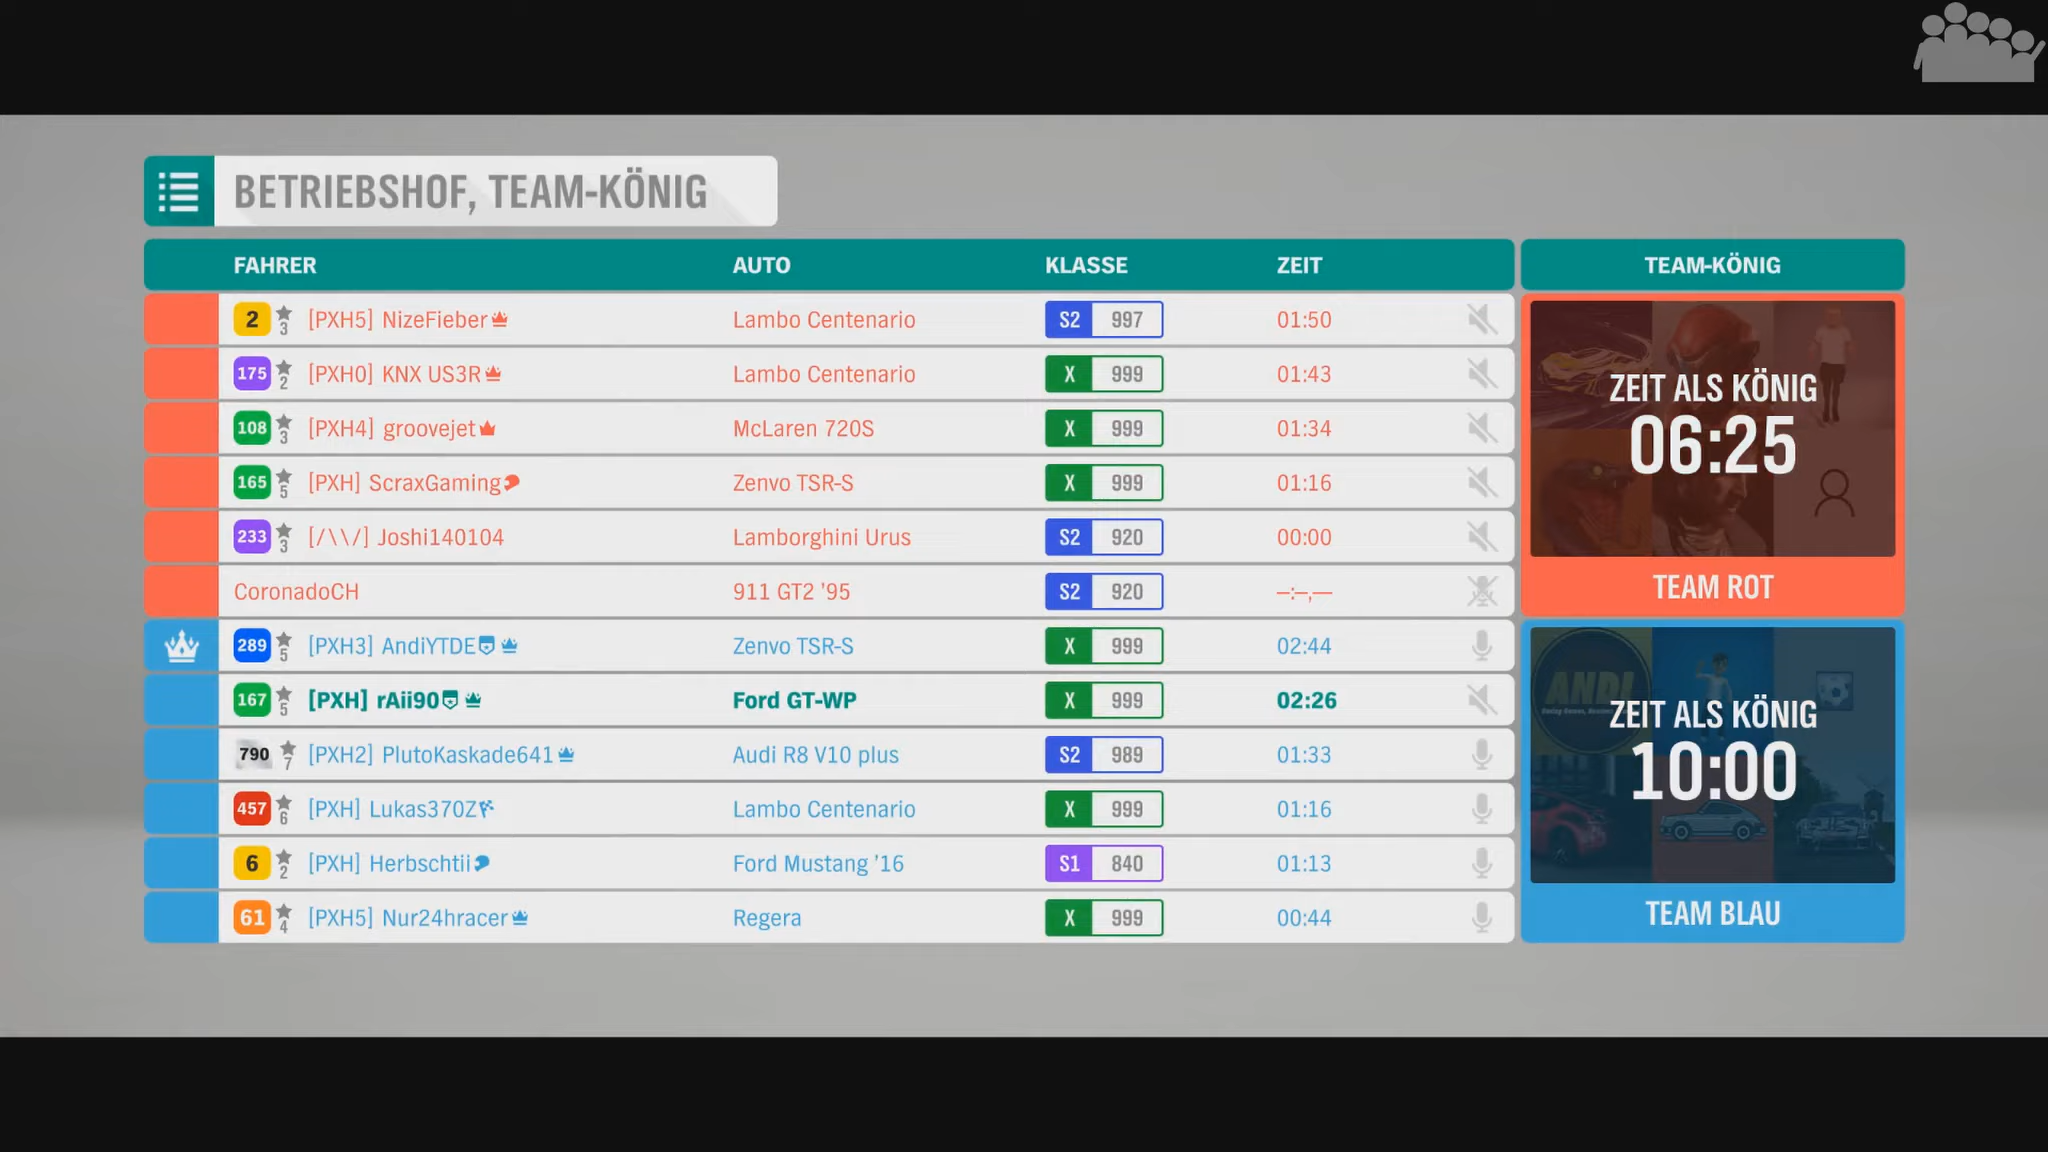 BETRIEBSHOF, TEAM-KÖNIG
FAHRER AUTO KLASSE ZEIT
2 3 [PXH5] NizeFieber Lambo Centenario S2 997 01:50
175 2 [PXH0] KNX US3R Lambo Centenario X 999 01:43
108 3 [PXH4] groovejet McLaren 720S X 999 01:34
165 5 [PXH] ScraxGaming Zenvo TSR-S X 999 01:16
233 3 [/\\/] Joshi140104 Lamborghini Urus S2 920 00:00
CoronadoCH 911 GT2 '95 S2 920 –:–,––
289 5 [PXH3] AndiYTDE Zenvo TSR-S X 999 02:44
167 5 [PXH] rAii90 Ford GT-WP X 999 02:26
790 7 [PXH2] PlutoKaskade641 Audi R8 V10 plus S2 989 01:33
457 6 [PXH] Lukas370Z Lambo Centenario X 999 01:16
6 2 [PXH] Herbschtii Ford Mustang '16 S1 840 01:13
61 4 [PXH5] Nur24hracer Regera X 999 00:44
TEAM-KÖNIG
ZEIT ALS KÖNIG
06:25
TEAM ROT
ANDI
ZEIT ALS KÖNIG
10:00
TEAM BLAU